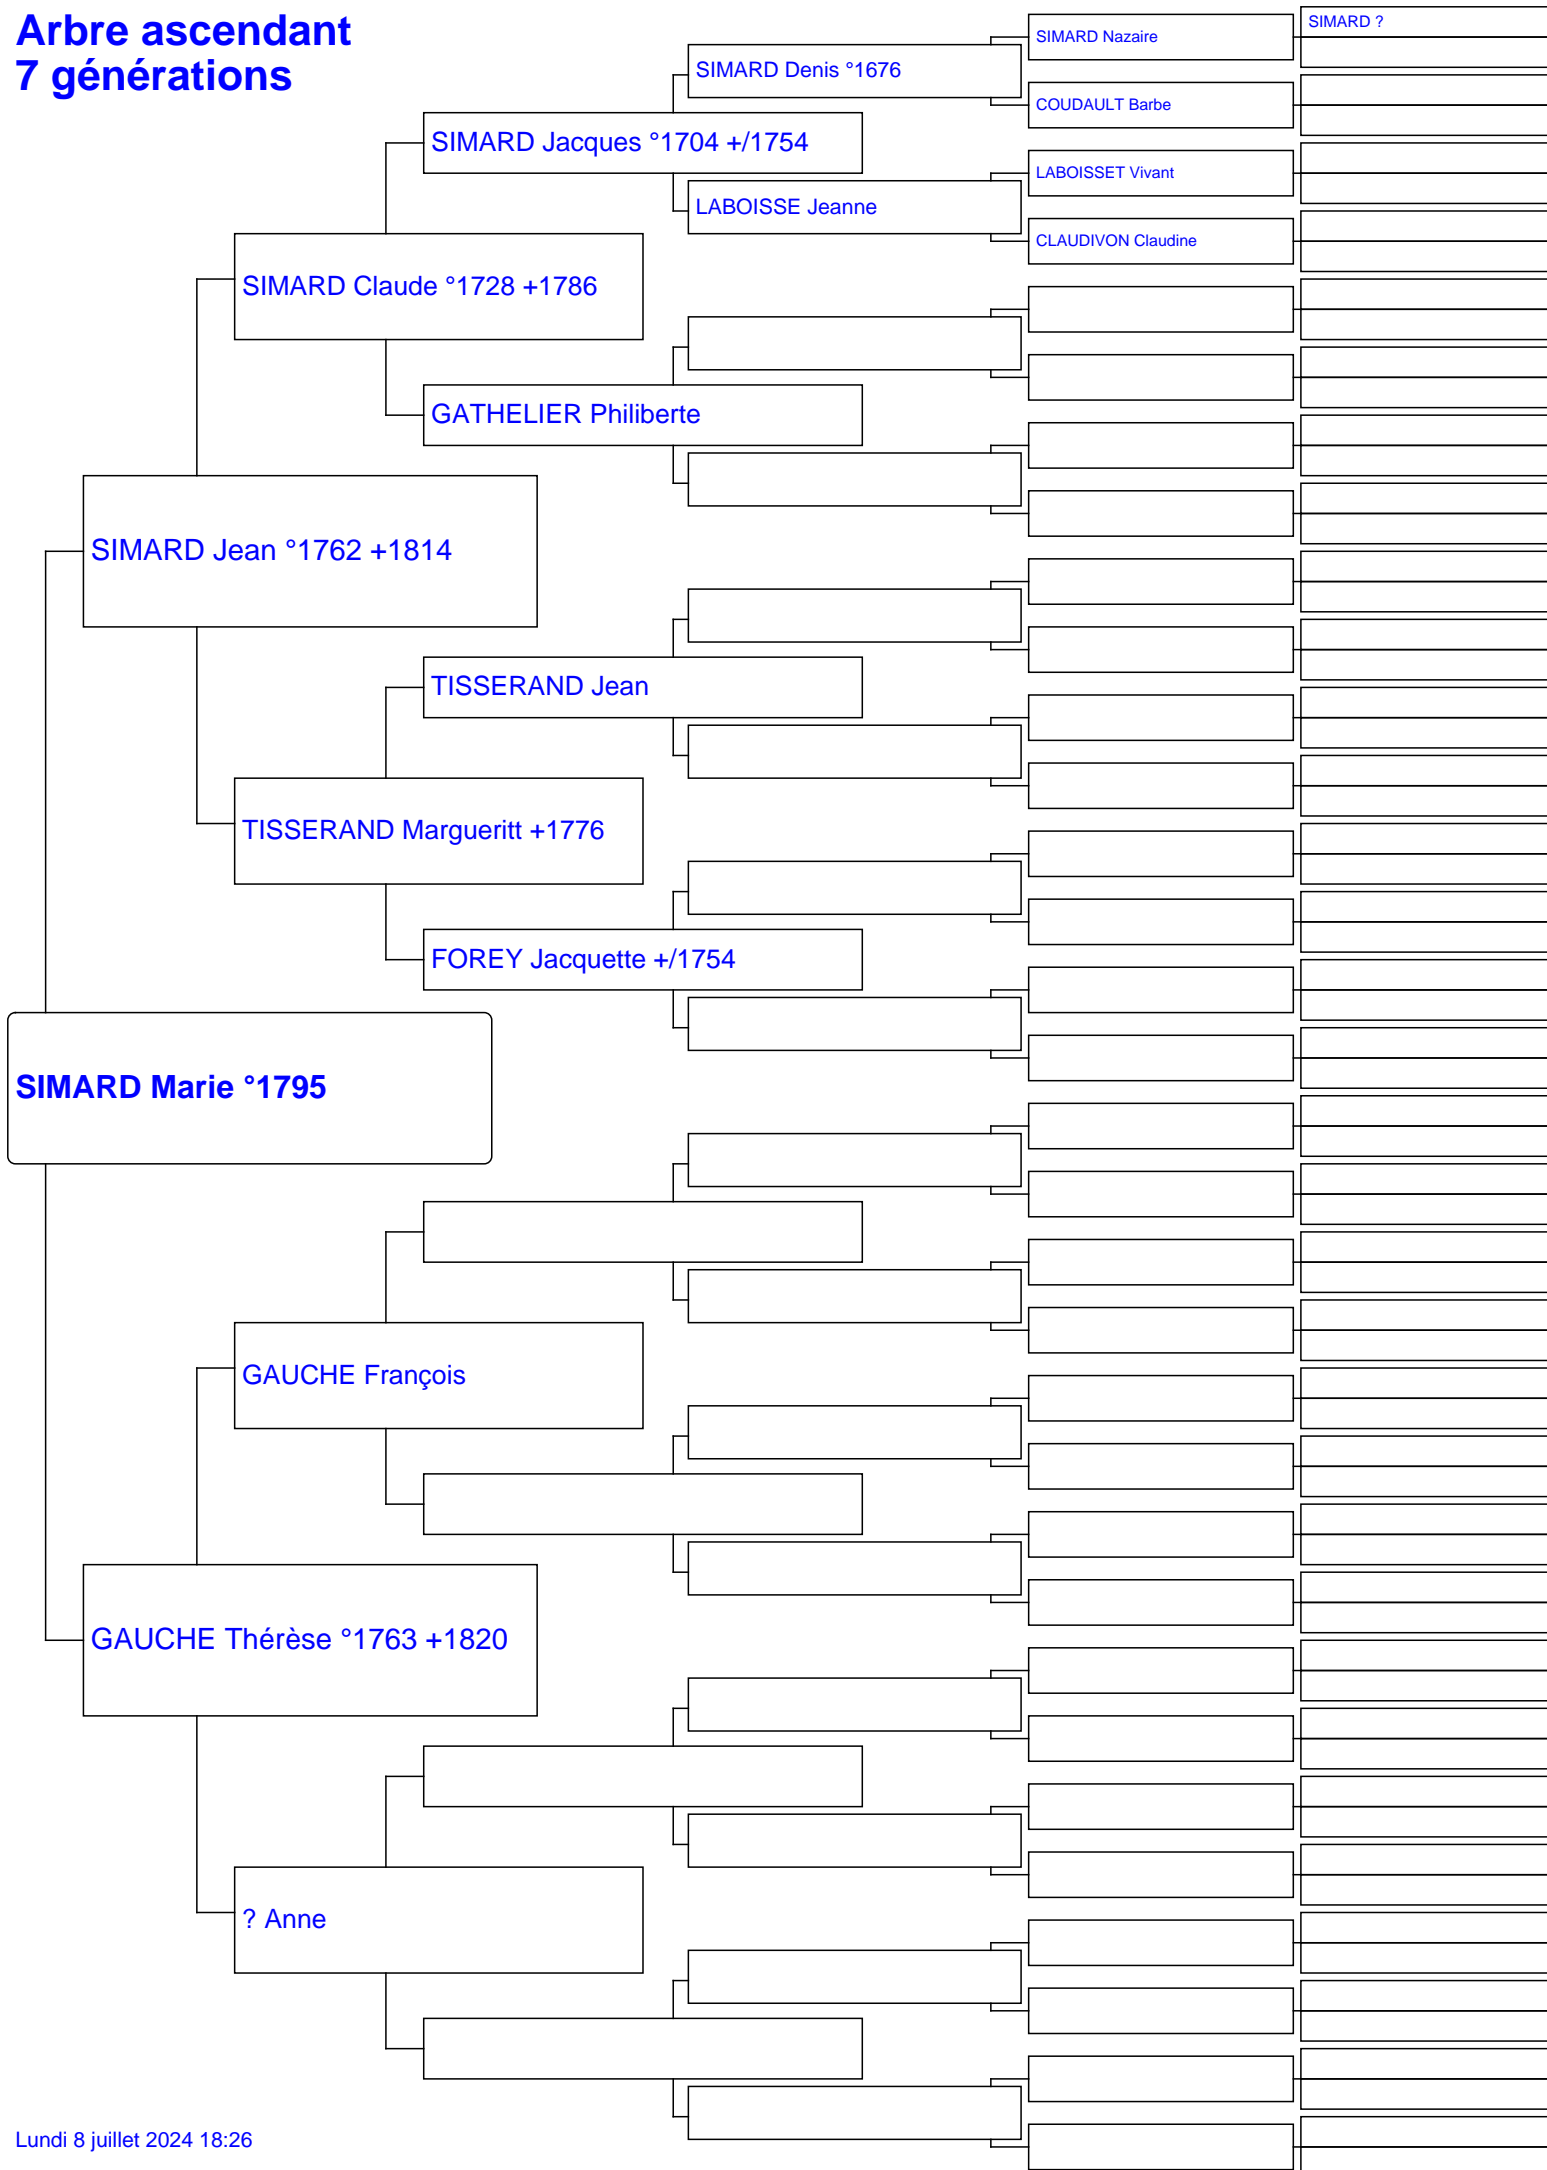 Arbre ascendant
7 générations
SIMARD ?
SIMARD Nazaire
SIMARD Denis °1676
COUDAULT Barbe
SIMARD Jacques °1704 +/1754
LABOISSET Vivant
LABOISSE Jeanne
CLAUDIVON Claudine
SIMARD Claude °1728 +1786
GATHELIER Philiberte
SIMARD Jean °1762 +1814
TISSERAND Jean
TISSERAND Margueritt +1776
FOREY Jacquette +/1754
SIMARD Marie °1795
GAUCHE François
GAUCHE Thérèse °1763 +1820
? Anne
Lundi 8 juillet 2024 18:26